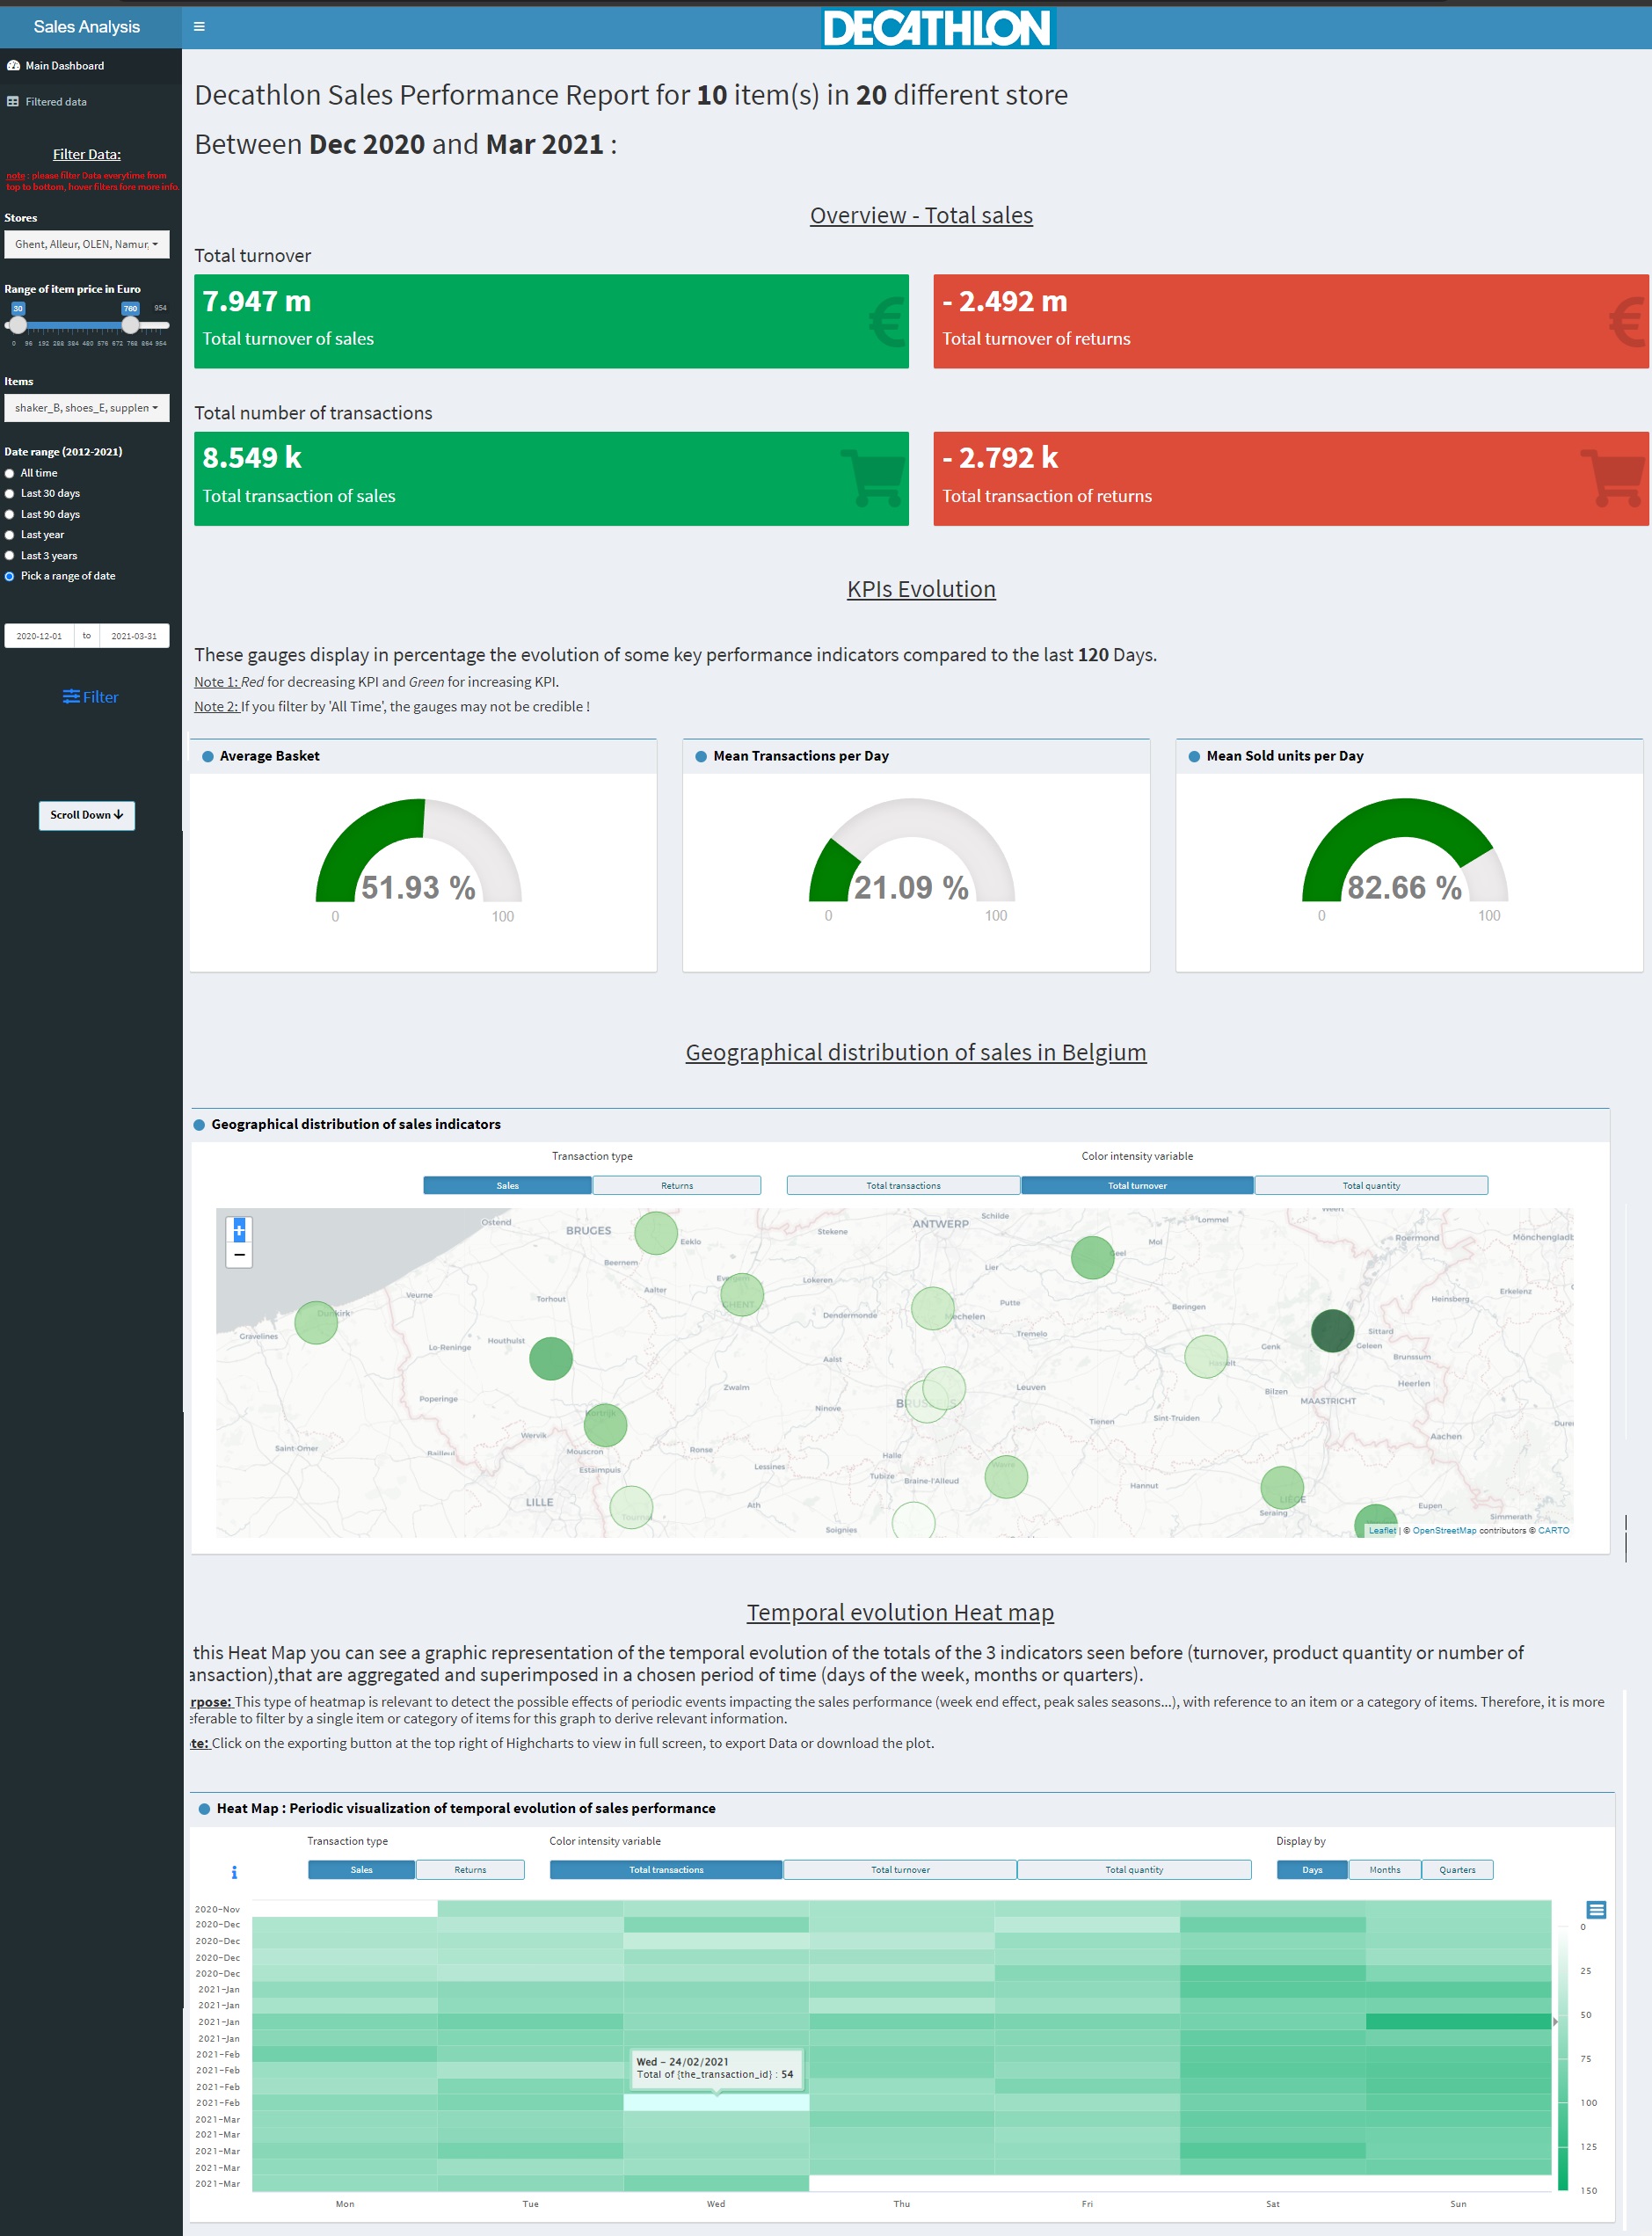 Sales Analysis
DECATHLON
Main Dashboard
Filtered data
Filter Data:
note : please filter Data everytime from
top to bottom, hover filters fore more info.
Stores
Ghent, Alleur, OLEN, Namur,
Range of item price in Euro
30 760 954
0 96 192 288 384 480 576 672 768 864 954
Items
shaker_B, shoes_E, supplen
Date range (2012-2021)
All time
Last 30 days
Last 90 days
Last year
Last 3 years
Pick a range of date
2020-12-01 to 2021-03-31
Filter
Scroll Down
Decathlon Sales Performance Report for 10 item(s) in 20 different store
Between Dec 2020 and Mar 2021 :
Overview - Total sales
Total turnover
7.947 m
Total turnover of sales
- 2.492 m
Total turnover of returns
Total number of transactions
8.549 k
Total transaction of sales
- 2.792 k
Total transaction of returns
KPIs Evolution
These gauges display in percentage the evolution of some key performance indicators compared to the last 120 Days.
Note 1: Red for decreasing KPI and Green for increasing KPI.
Note 2: If you filter by 'All Time', the gauges may not be credible !
Average Basket
51.93 %
0 100
Mean Transactions per Day
21.09 %
0 100
Mean Sold units per Day
82.66 %
0 100
Geographical distribution of sales in Belgium
Geographical distribution of sales indicators
Transaction type
Color intensity variable
Sales Returns
Total transactions Total turnover Total quantity
+
−
Ostend
BRUGES
Eeklo
Stekene
ANTWERP
Schilde
Lommel
Weert
Roermond
Mönchengladb
Beernem
Lier
Mol
Geel
Veurne
Torhout
Aalter
Evergem
GHENT
Lokeren
Dendermonde
Mechelen
Putte
Beringen
Heinsberg
Erkelenz
Dunkirk
Gravelines
Lo-Reninge
Houthulst
Aalst
Tremelo
Hasselt
Genk
Sittard
Geleen
Brunssum
Poperinge
Zwalm
Ninove
BRUSSELS
Leuven
Bilzen
MAASTRICHT
Heerlen
Kortrijk
Wervik
Mouscron
Ronse
Tienen
Sint-Truiden
Aachen
Duren
Saint-Omer
Bailleul
Estaimpuis
Lessines
Halle
Tubize
Braine-l'Alleud
Wavre
Hannut
LILLE
Tournai
Ath
Soignies
LIÈGE
Seraing
Eupen
Simmerath
Leaflet | © OpenStreetMap contributors © CARTO
Temporal evolution Heat map
this Heat Map you can see a graphic representation of the temporal evolution of the totals of the 3 indicators seen before (turnover, product quantity or number of
ansaction),that are aggregated and superimposed in a chosen period of time (days of the week, months or quarters).
rpose: This type of heatmap is relevant to detect the possible effects of periodic events impacting the sales performance (week end effect, peak sales seasons...), with reference to an item or a category of items. Therefore, it is more
eferable to filter by a single item or category of items for this graph to derive relevant information.
te: Click on the exporting button at the top right of Highcharts to view in full screen, to export Data or download the plot.
Heat Map : Periodic visualization of temporal evolution of sales performance
Transaction type
Color intensity variable
Display by
Sales Returns
Total transactions Total turnover Total quantity
Days Months Quarters
2020-Nov
2020-Dec
2020-Dec
2020-Dec
2020-Dec
2021-Jan
2021-Jan
2021-Jan
2021-Jan
2021-Feb
2021-Feb
2021-Feb
2021-Feb
2021-Mar
2021-Mar
2021-Mar
2021-Mar
2021-Mar
Wed - 24/02/2021
Total of {the_transaction_id} : 54
0
25
50
75
100
125
150
Mon Tue Wed Thu Fri Sat Sun